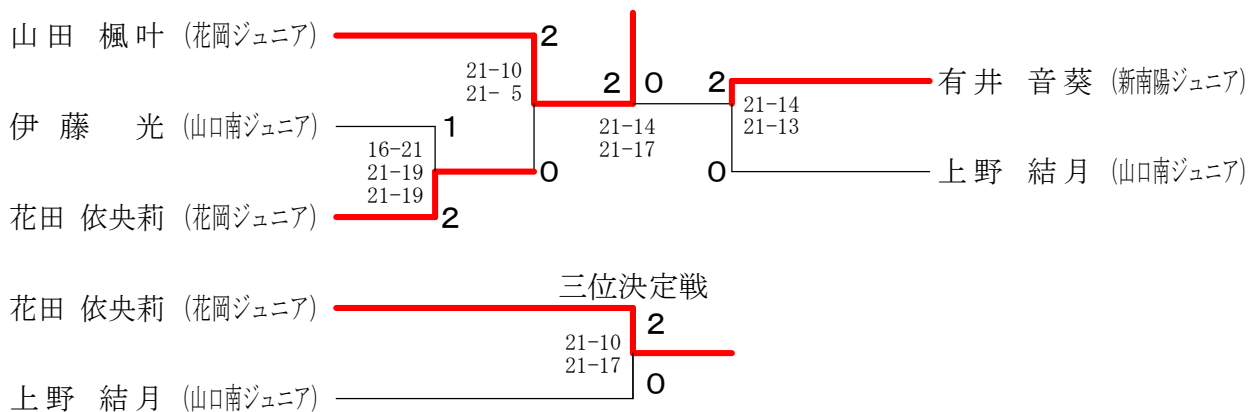 山田 楓叶 (花岡ジュニア)
2
21-10
21- 5
2 0
2
有井 音葵 (新南陽ジュニア)
21-14
21-13
伊藤 光 (山口南ジュニア)
1
21-14
21-17
16-21
21-19
21-19
0
0
上野 結月 (山口南ジュニア)
花田 依央莉 (花岡ジュニア)
2
三位決定戦
花田 依央莉 (花岡ジュニア)
2
21-10
21-17
0
上野 結月 (山口南ジュニア)